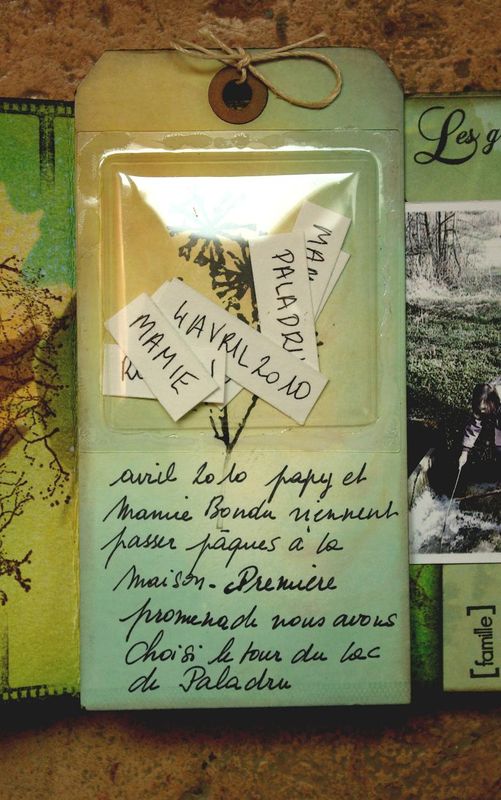 Les g
MA
PALADRU
4 AVRIL 2010
MAMIE
avril 2010 papy et
Mamie Bondu viennent
passer pâques à la
maison. Première
promenade nous avons
choisi le tour du lac
de Paladru
[famille]